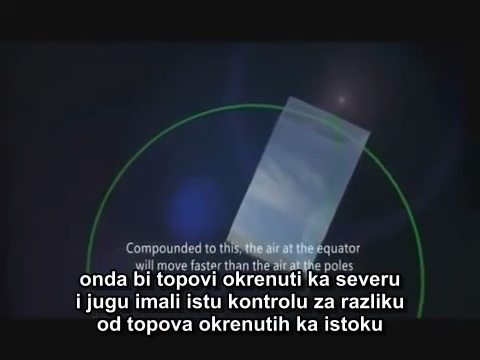 Compounded to this, the air at the equator
will move faster than the air at the poles
onda bi topovi okrenuti ka severu
i jugu imali istu kontrolu za razliku
od topova okrenutih ka istoku